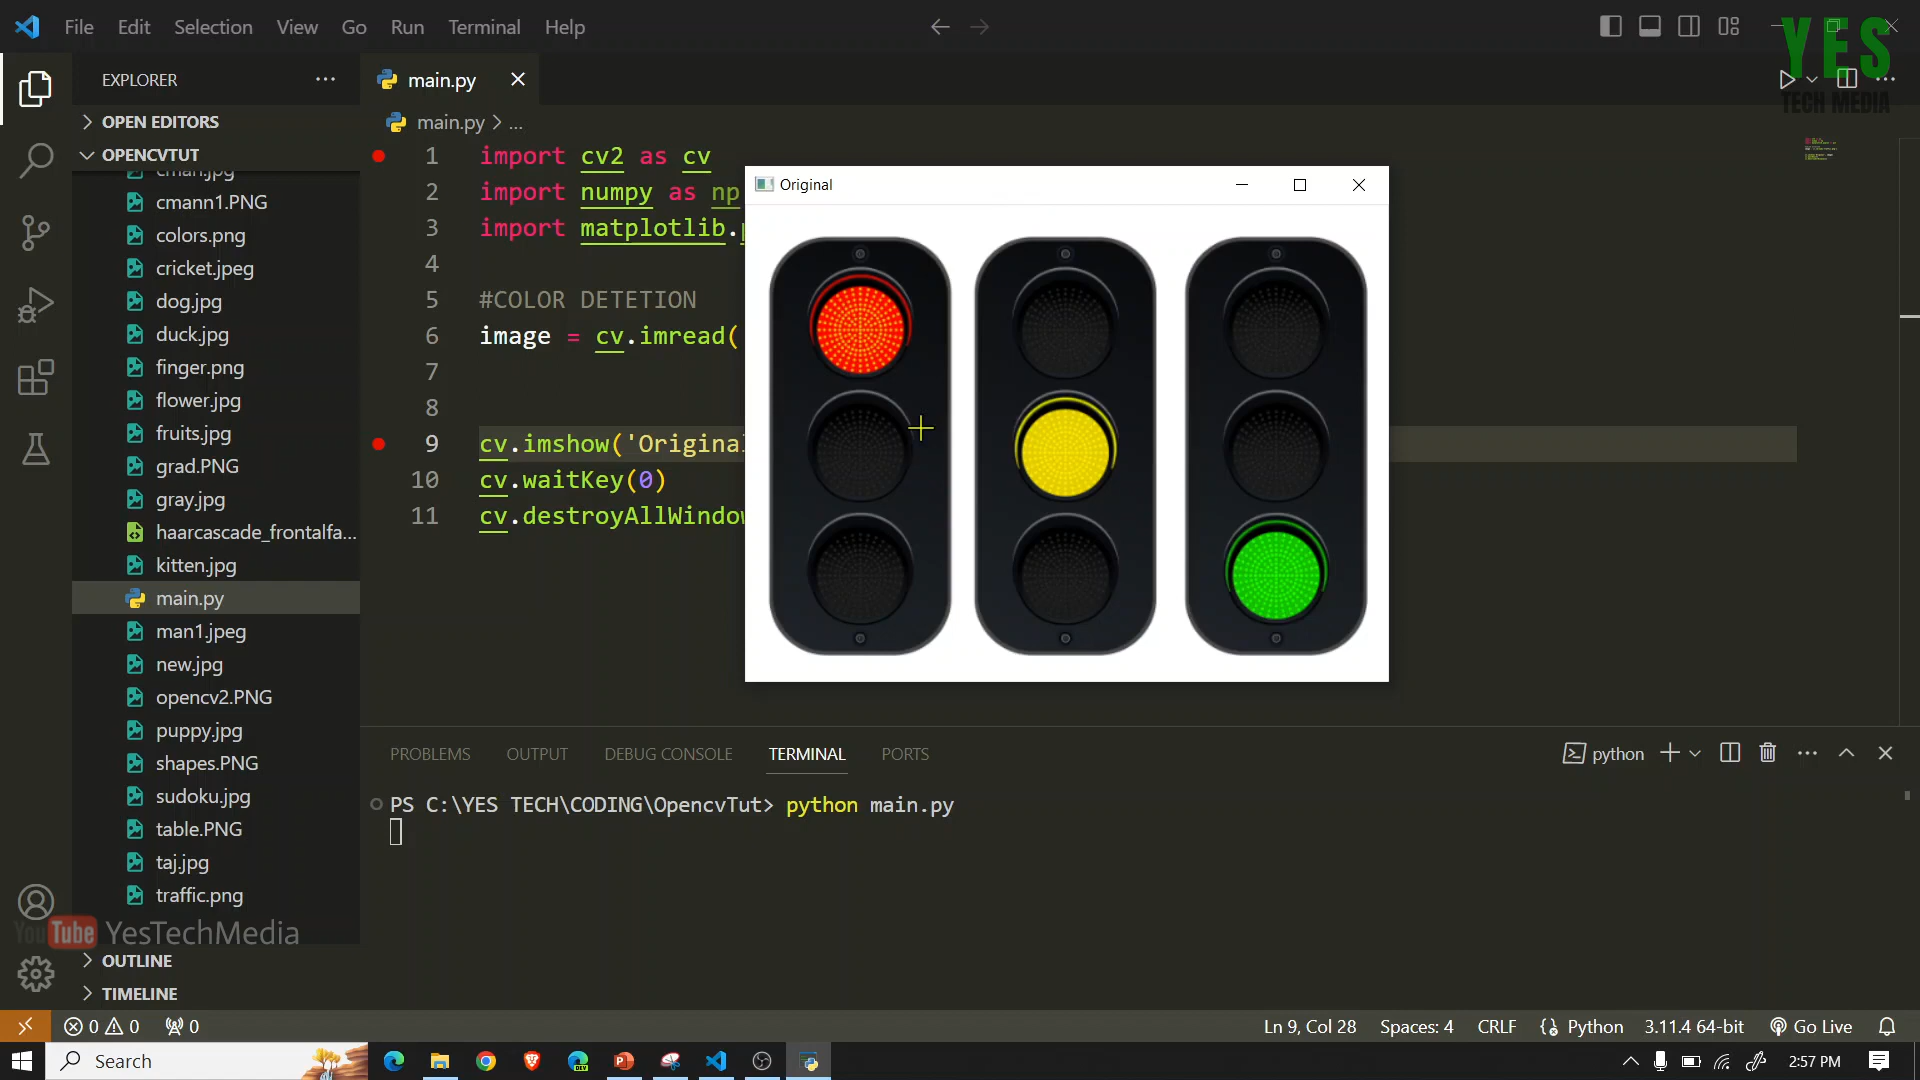 File Edit Selection View Go Run Terminal Help
YES
TECH MEDIA
EXPLORER
main.py
OPEN EDITORS
OPENCVTUT
main.py > ...
cman.jpg
cmann1.PNG
colors.png
cricket.jpeg
dog.jpg
duck.jpg
finger.png
flower.jpg
fruits.jpg
grad.PNG
gray.jpg
haarcascade_frontalfa...
kitten.jpg
main.py
man1.jpeg
new.jpg
opencv2.PNG
puppy.jpg
shapes.PNG
sudoku.jpg
table.PNG
taj.jpg
traffic.png
YouTube YesTechMedia
OUTLINE
TIMELINE
1 import cv2 as cv
2 import numpy as np
3 import matplotlib.
4
5 #COLOR DETETION
6 image = cv.imread(
7
8
9 cv.imshow('Original
10 cv.waitKey(0)
11 cv.destroyAllWindow
Original
PROBLEMS OUTPUT DEBUG CONSOLE TERMINAL PORTS
python
PS C:\YES TECH\CODING\OpencvTut> python main.py
0 0 0
Ln 9, Col 28 Spaces: 4 CRLF Python 3.11.4 64-bit Go Live
Search
DEV
2:57 PM